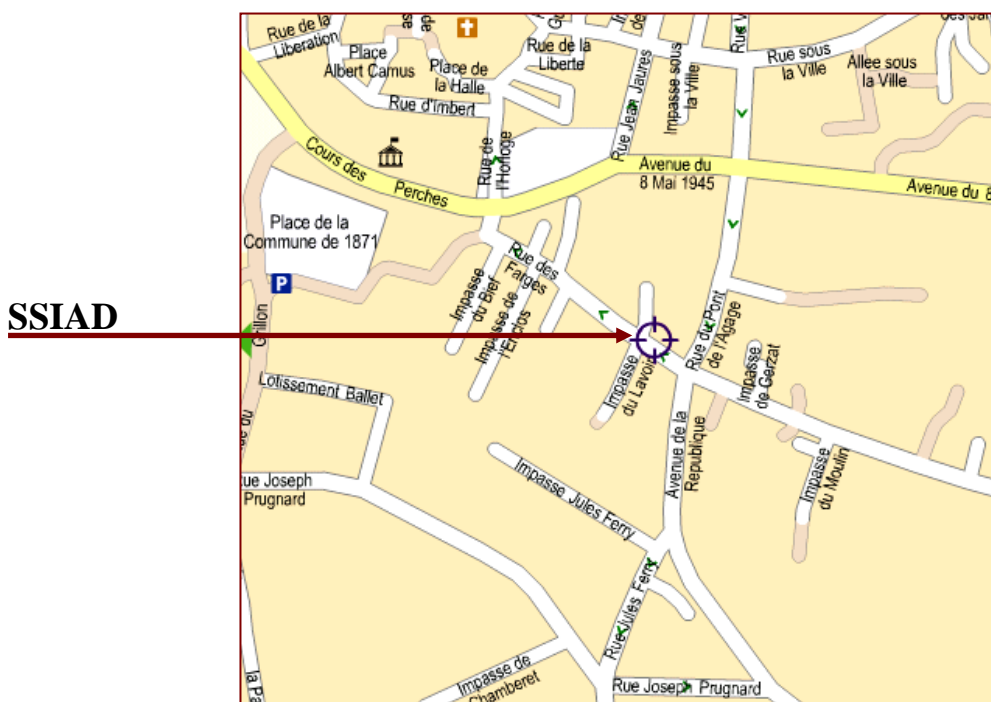 Rue de la
Liberation
Place
Albert Camus
Place de
la Halle
Rue d'Imbert
Rue de la
Liberte
Rue Jean Jaures
Impasse sous
la Ville
Rue sous
la Ville
Allee sous
la Ville
Cours des
Perches
Rue de
l'Horloge
Avenue du
8 Mai 1945
Avenue du 8
Place de la
Commune de 1871
P
Rue des
Farges
Impasse
du Bief
Impasse de
l'Enclos
SSIAD
Grillon
Impasse
du Lavoir
Rue du Pont
de l'Agage
Impasse
de Gerzat
Lotissement Ballet
Avenue de la
Republique
Impasse
du Moulin
ue Joseph
Prugnard
Impasse Jules Ferry
Rue Jules Ferry
Impasse de
Chamberet
Rue Joseph Prugnard